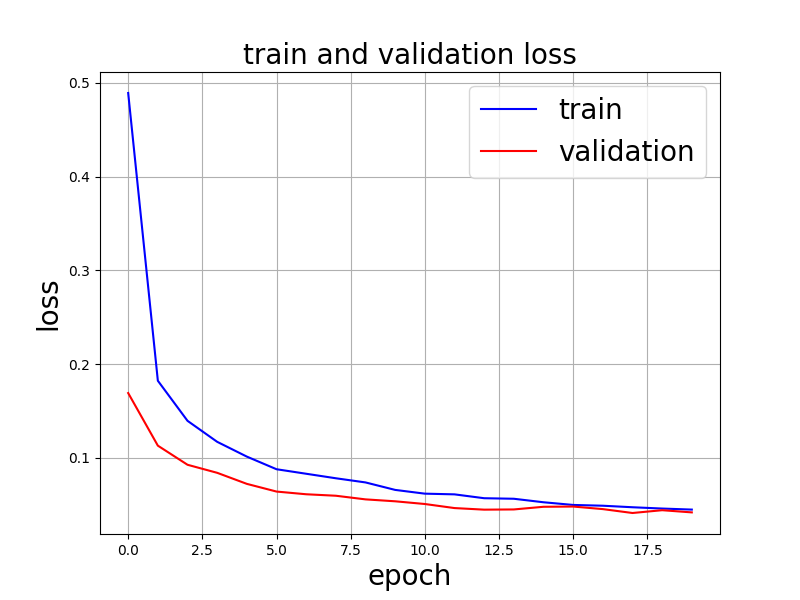 train and validation loss
train
validation
0.5
0.4
0.3
0.2
0.1
loss
0.0 2.5 5.0 7.5 10.0 12.5 15.0 17.5
epoch